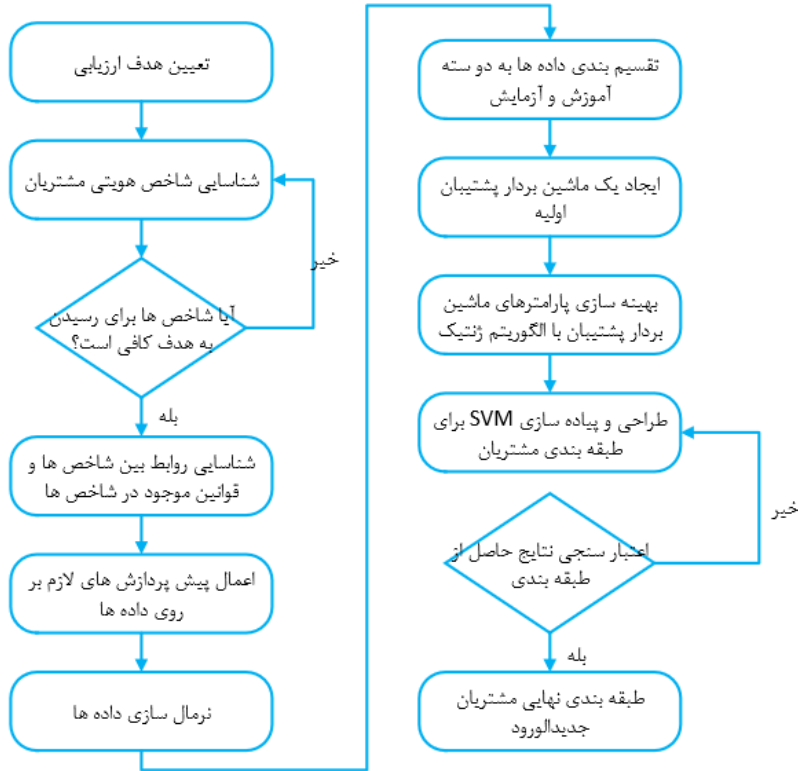 تعیین هدف ارزیابی
شناسایی شاخص هویتی مشتریان
خیر
آیا شاخص ها برای رسیدن
به هدف کافی است؟
بله
شناسایی روابط بین شاخص ها و
قوانین موجود در شاخص ها
اعمال پیش پردازش های لازم بر
روی داده ها
نرمال سازی داده ها
تقسیم بندی داده ها به دو سته
آموزش و آزمایش
ایجاد یک ماشین بردار پشتیبان
اولیه
بهینه سازی پارامترهای ماشین
بردار پشتیبان با الگوریتم ژنتیک
طراحی و پیاده سازی SVM برای
طبقه بندی مشتریان
خیر
اعتبار سنجی نتایج حاصل از
طبقه بندی
بله
طبقه بندی نهایی مشتریان
جدیدالورود